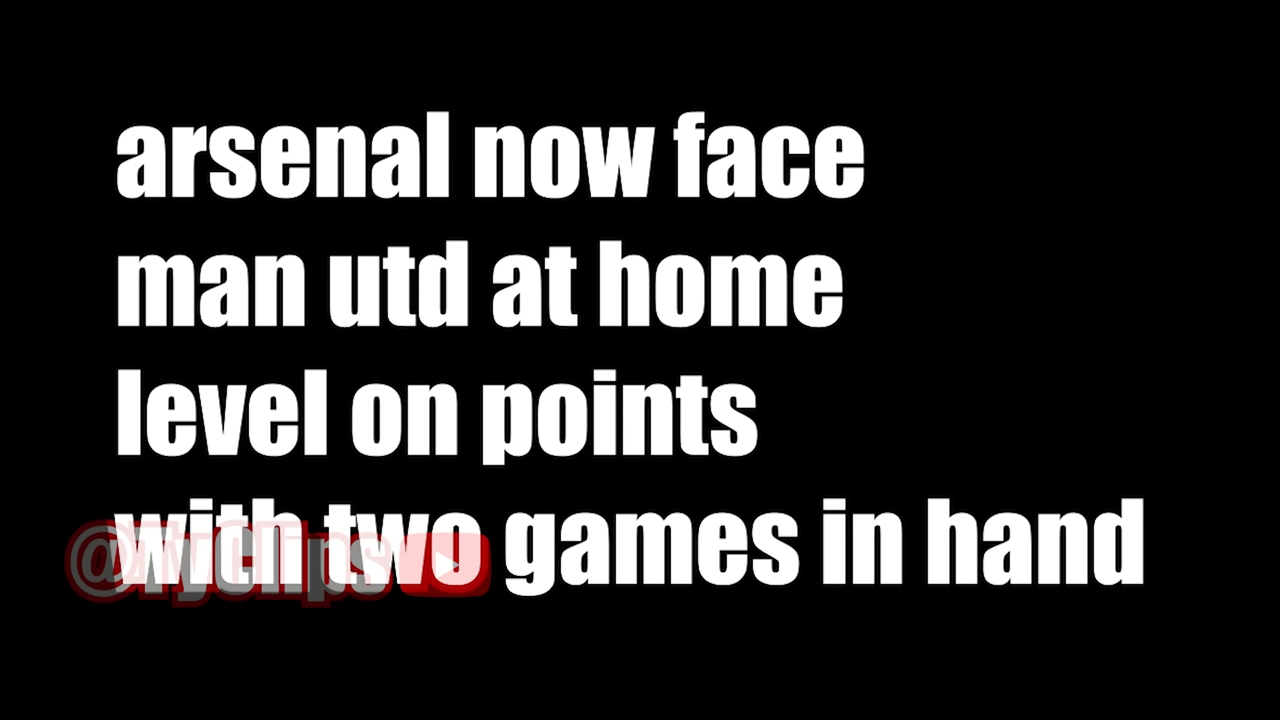 arsenal now face
man utd at home
level on points
with two games in hand